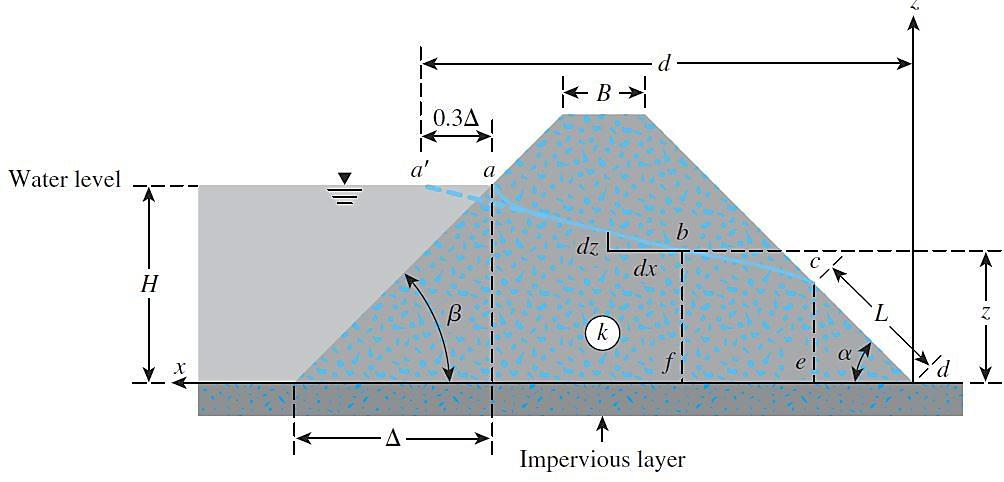 z
d
B
0.3Δ
a′ a
Water level
b
dz
dx
c
H
L
z
β
k
x
f e α d
Δ
Impervious layer